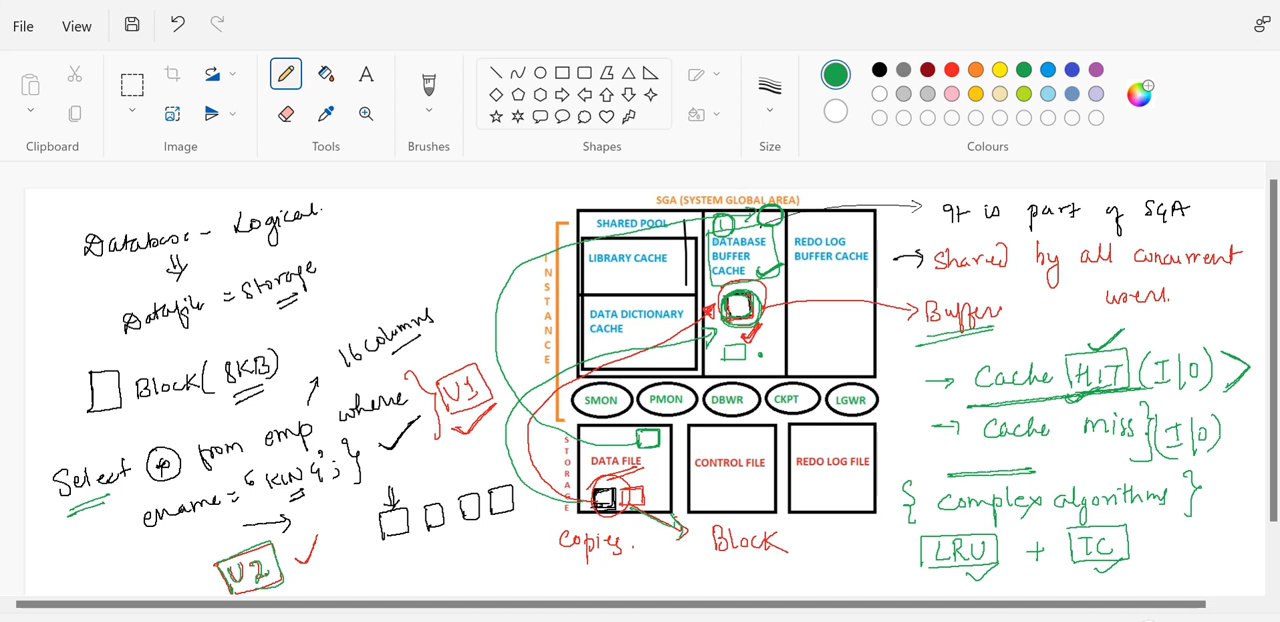 File
View
Clipboard
Image
Tools
Brushes
Shapes
Size
Colours
Database - Logical.
Datafile = Storage
Block (8KB)
16 columns
Select * from emp where
ename = 'KING'; }
U1
U2
SGA (SYSTEM GLOBAL AREA)
INSTANCE
SHARED POOL
LIBRARY CACHE
DATA DICTIONARY
CACHE
DATABASE
BUFFER
CACHE
REDO LOG
BUFFER CACHE
SMON
PMON
DBWR
CKPT
LGWR
STORAGE
DATA FILE
CONTROL FILE
REDO LOG FILE
Copies.
Block
It is part of SGA
Shared by all concurrent
users.
Buffers
Cache HIT (I/O) >
Cache miss } (I/O)
{ Complex algorithms }
LRU + TC